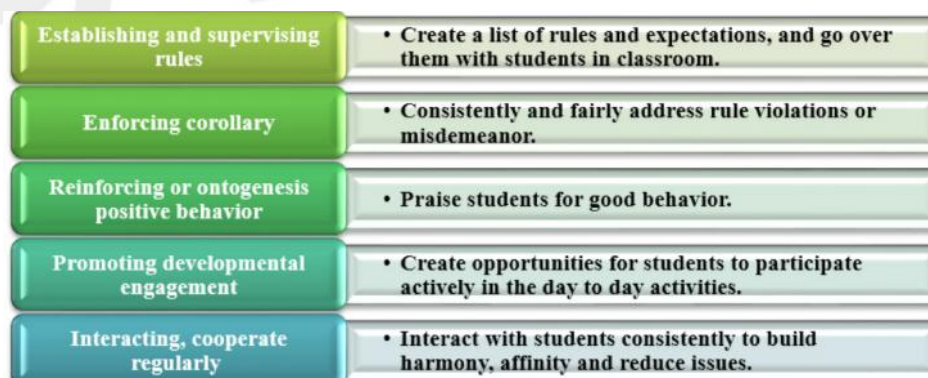 Establishing and supervising
rules
• Create a list of rules and expectations, and go over
them with students in classroom.
Enforcing corollary
• Consistently and fairly address rule violations or
misdemeanor.
Reinforcing or ontogenesis
positive behavior
• Praise students for good behavior.
Promoting developmental
engagement
• Create opportunities for students to participate
actively in the day to day activities.
Interacting, cooperate
regularly
• Interact with students consistently to build
harmony, affinity and reduce issues.